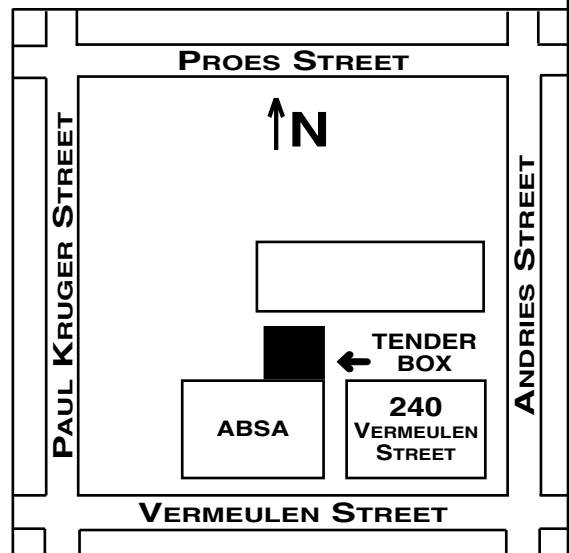 PROES STREET
N
PAUL KRUGER STREET
ANDRIES STREET
TENDER
BOX
ABSA
240
VERMEULEN
STREET
VERMEULEN STREET